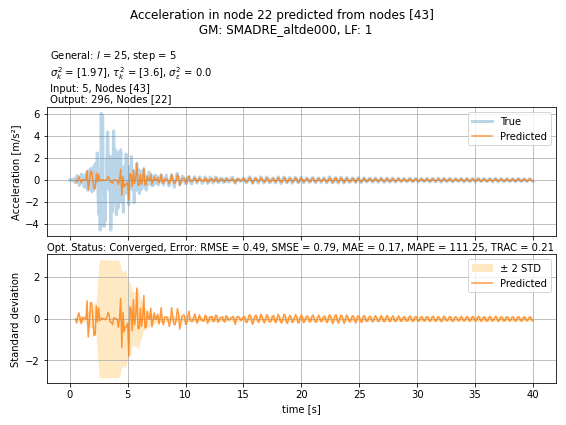 Acceleration in node 22 predicted from nodes [43]
GM: SMADRE_altde000, LF: 1
General: l = 25, step = 5
σ²ₖ = [1.97], τ²ₖ = [3.6], σ²ε = 0.0
Input: 5, Nodes [43]
Output: 296, Nodes [22]
Acceleration [m/s²]
6
4
2
0
−2
−4
True
Predicted
Opt. Status: Converged, Error: RMSE = 0.49, SMSE = 0.79, MAE = 0.17, MAPE = 111.25, TRAC = 0.21
Standard deviation
2
0
−2
± 2 STD
Predicted
0 5 10 15 20 25 30 35 40
time [s]